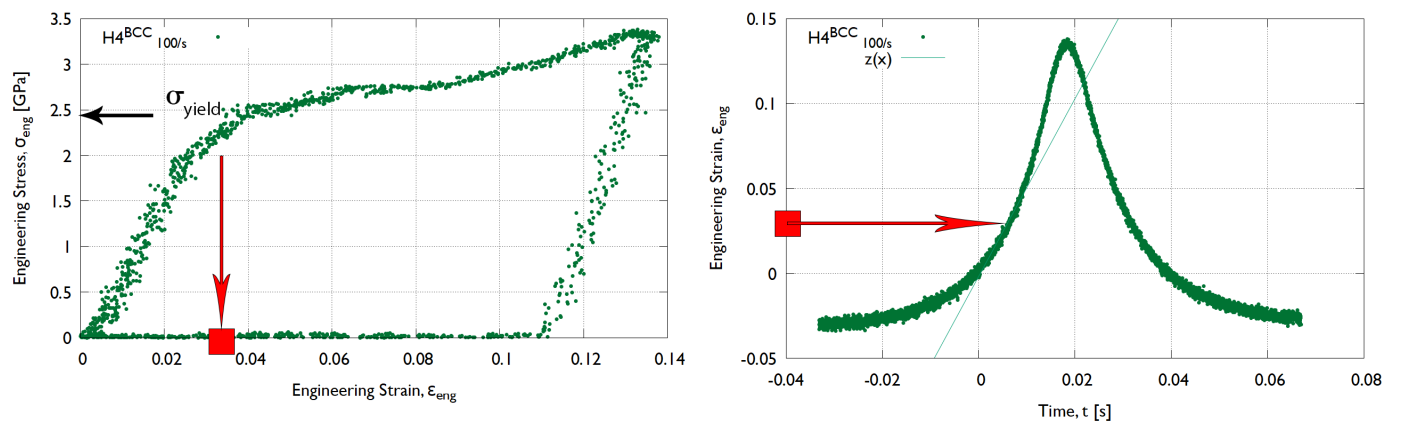 3.5
3
2.5
2
1.5
1
0.5
0
Engineering Stress, σeng [GPa]
H4BCC 100/s
σyield
0 0.02 0.04 0.06 0.08 0.1 0.12 0.14
Engineering Strain, εeng
0.15
0.1
0.05
0
-0.05
Engineering Strain, εeng
H4BCC 100/s
z(x)
-0.04 -0.02 0 0.02 0.04 0.06 0.08
Time, t [s]